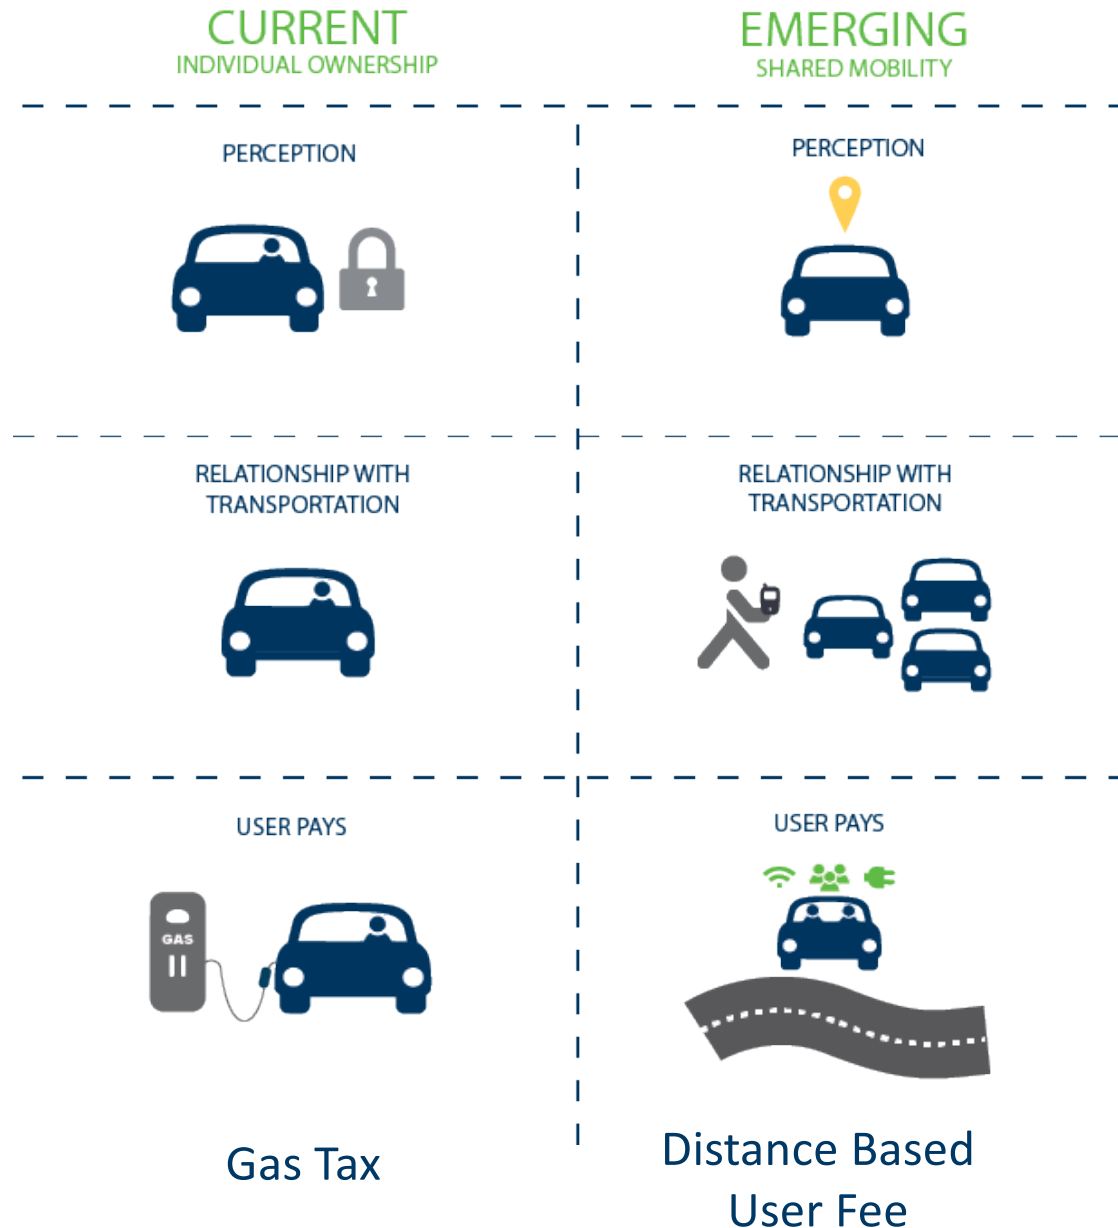 CURRENT
INDIVIDUAL OWNERSHIP
EMERGING
SHARED MOBILITY
PERCEPTION
PERCEPTION
RELATIONSHIP WITH
TRANSPORTATION
RELATIONSHIP WITH
TRANSPORTATION
USER PAYS
GAS
USER PAYS
Gas Tax
Distance Based
User Fee